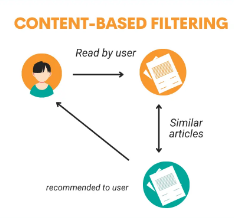 CONTENT-BASED FILTERING
Read by user
Similar
articles
recommended to user